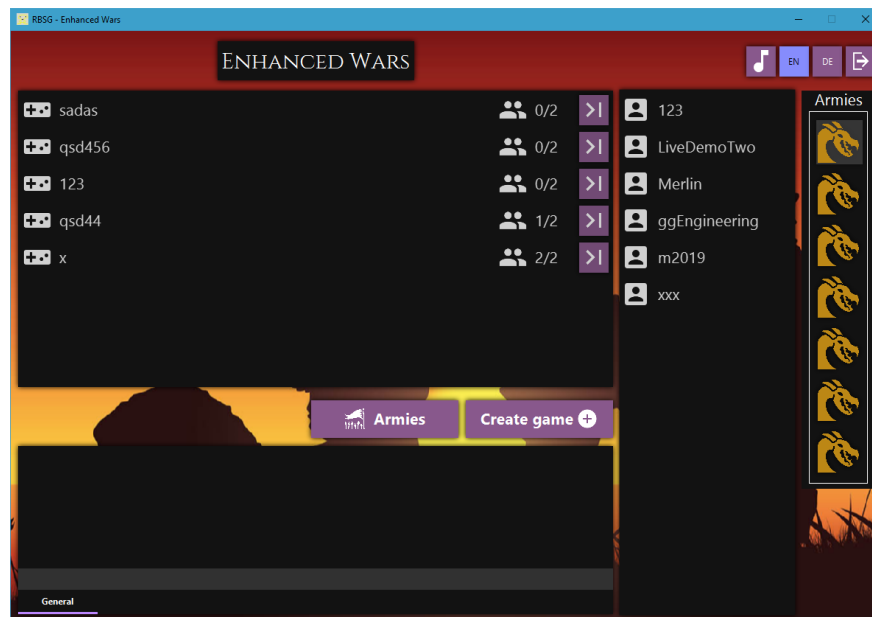 RBSG - Enhanced Wars
ENHANCED WARS
EN
DE
sadas 0/2
qsd456 0/2
123 0/2
qsd44 1/2
x 2/2
Armies
Create game
General
123
LiveDemoTwo
Merlin
ggEngineering
m2019
xxx
Armies